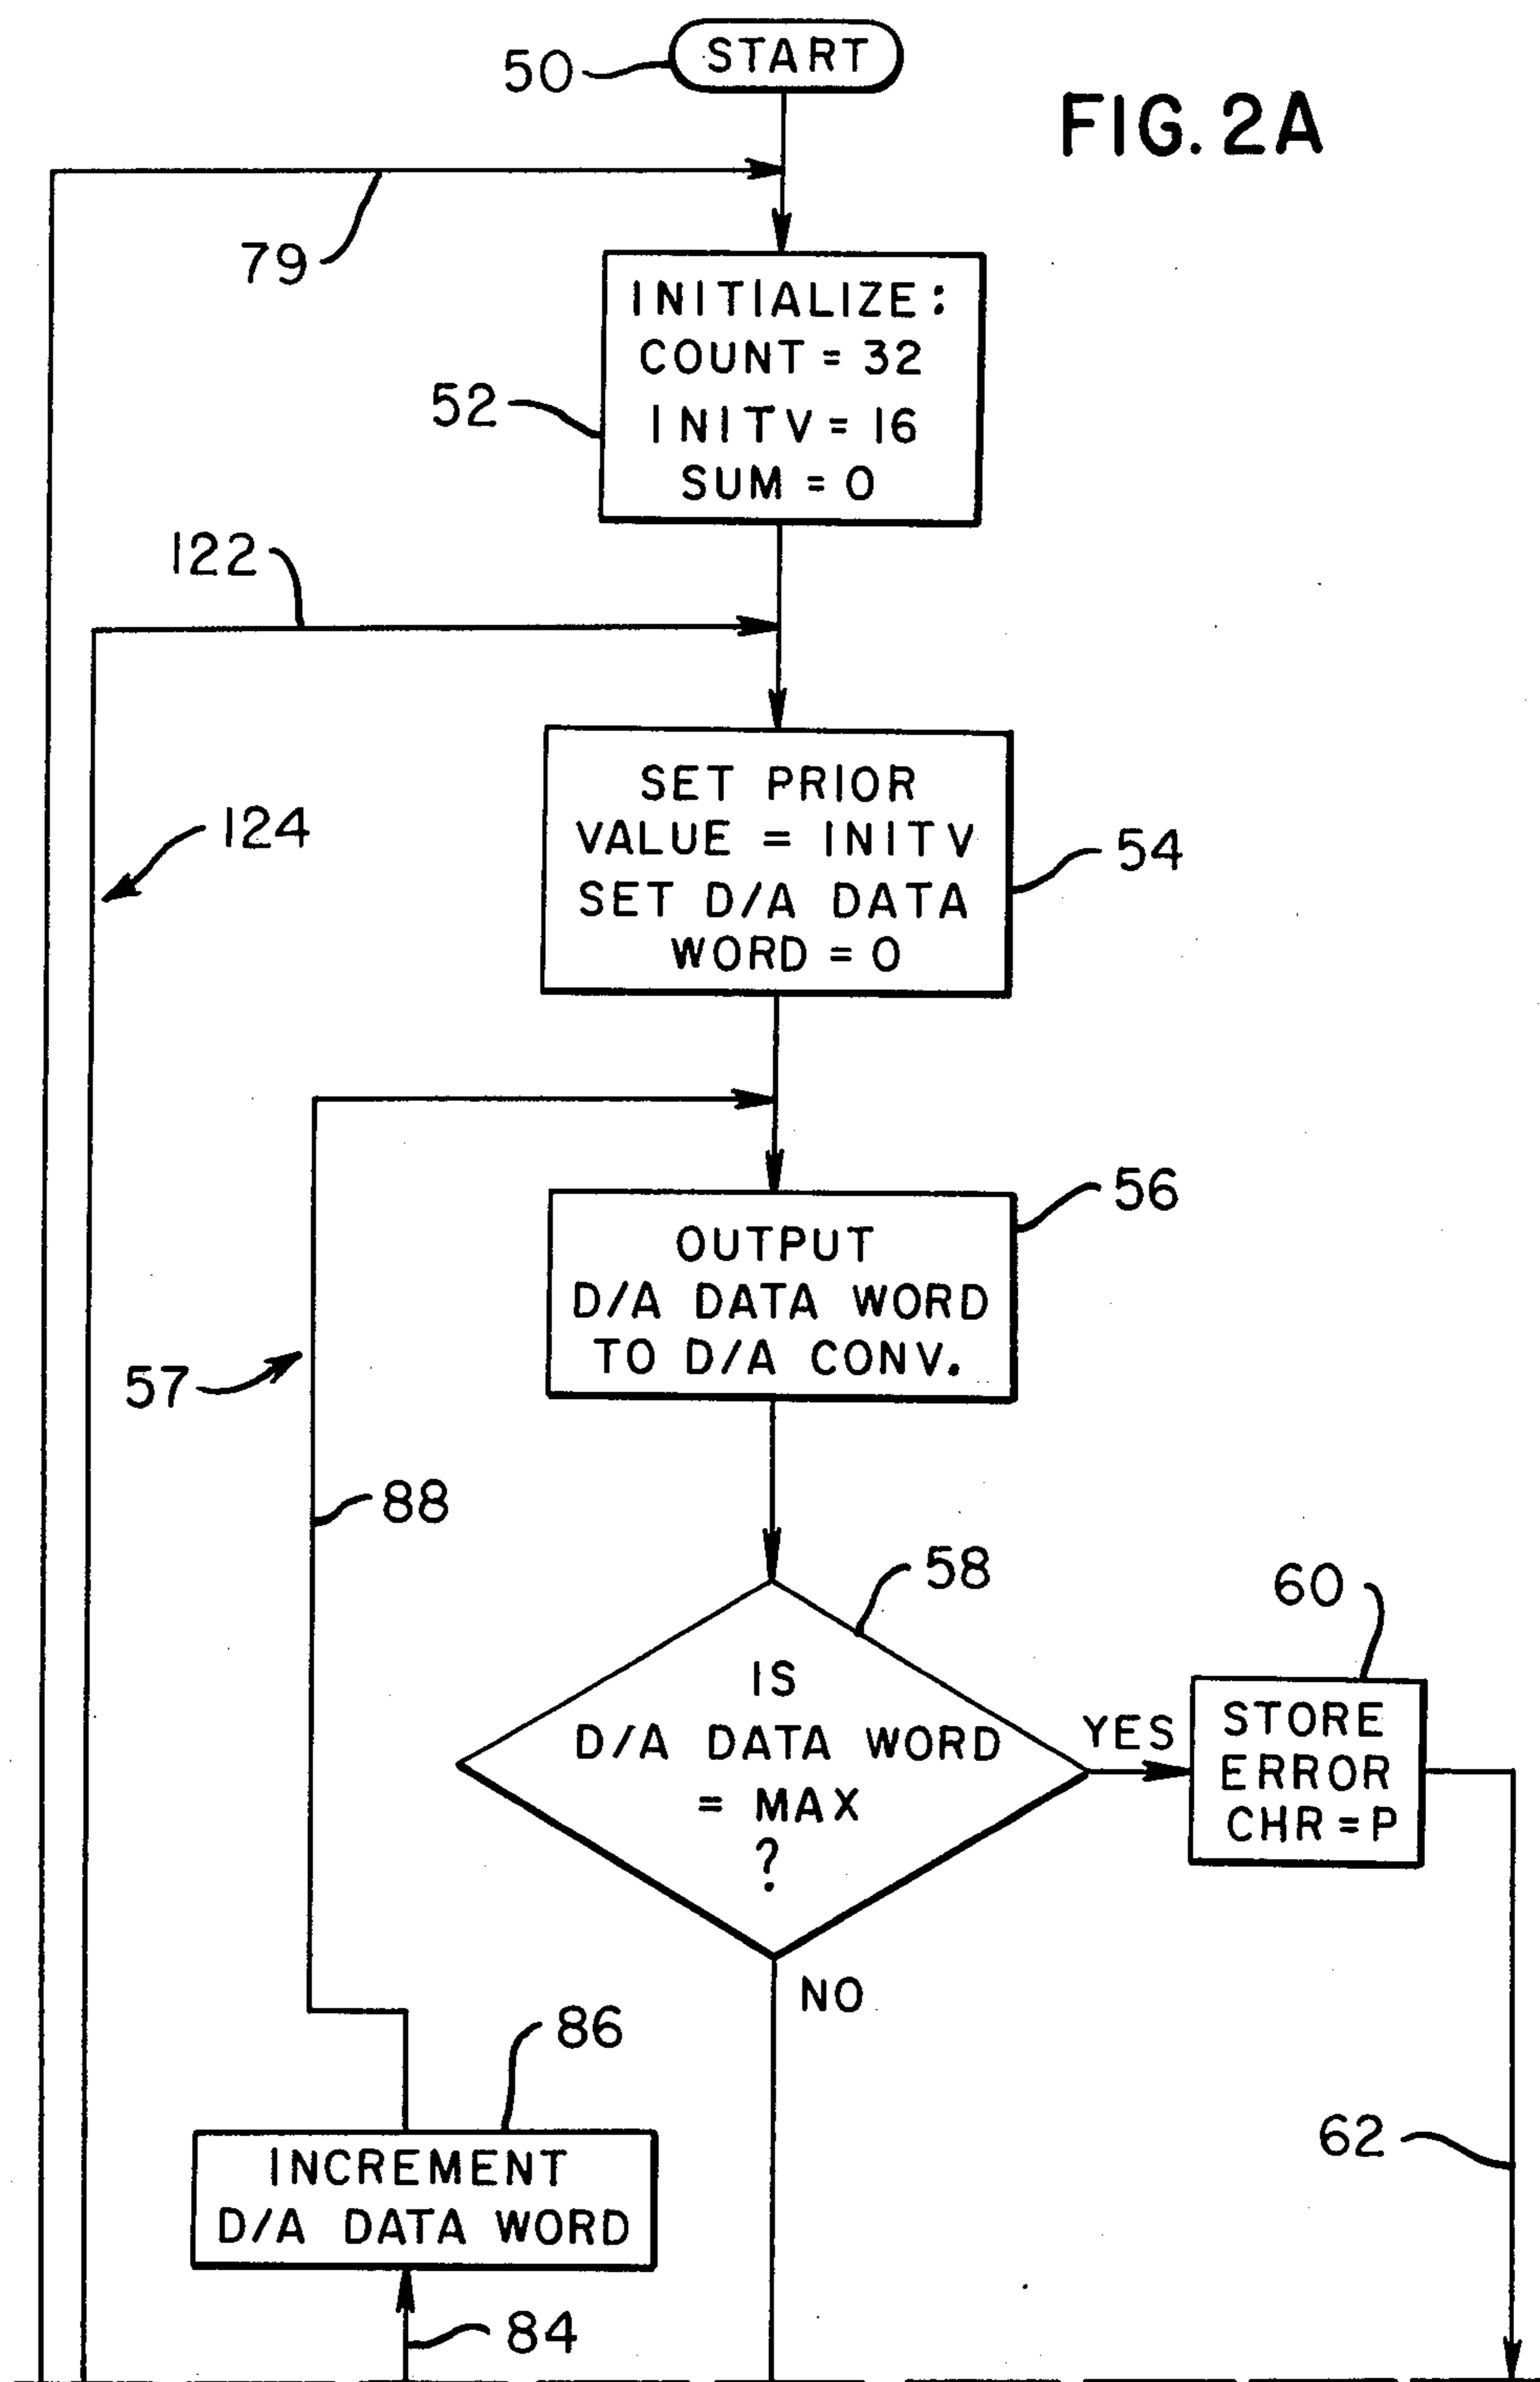 START
50
FIG. 2A
79
INITIALIZE:
COUNT = 32
INITV = 16
SUM = 0
52
122
SET PRIOR
VALUE = INITV
SET D/A DATA
WORD = 0
124
54
OUTPUT
D/A DATA WORD
TO D/A CONV.
56
57
88
58
IS
D/A DATA WORD
= MAX
?
YES
60
STORE
ERROR
CHR = P
NO
86
INCREMENT
D/A DATA WORD
62
84